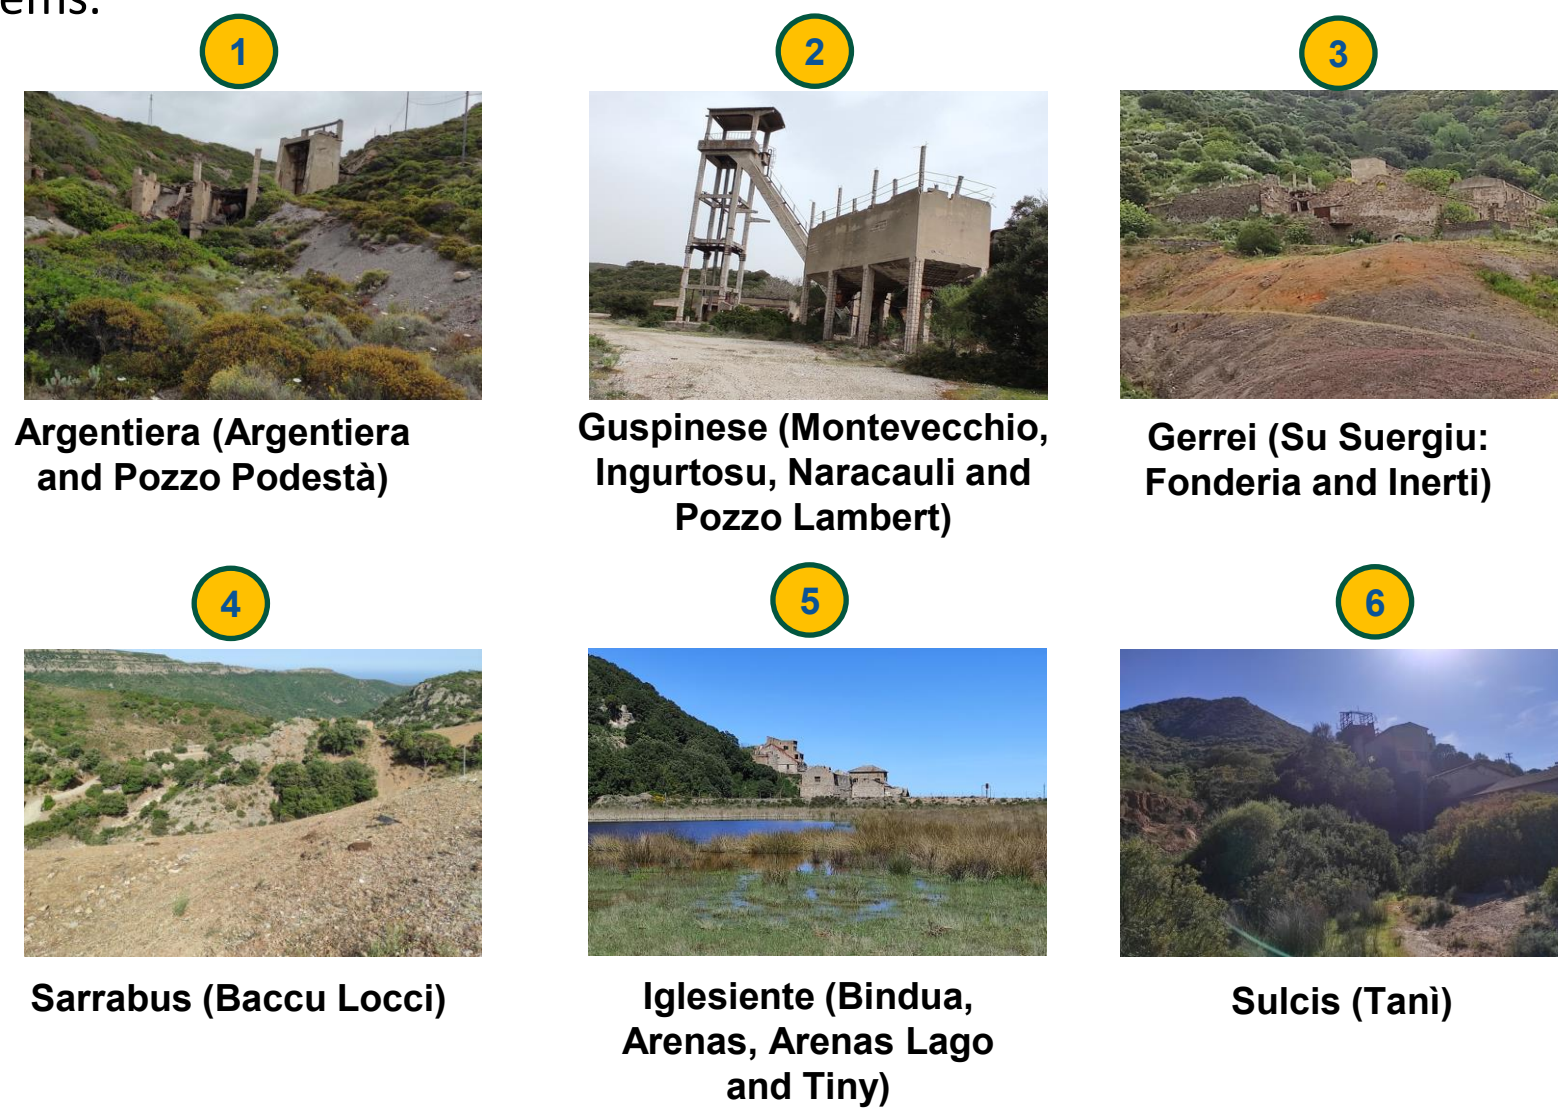 ems.
1
2
3
Argentiera (Argentiera
and Pozzo Podestà)
Guspinese (Montevecchio,
Ingurtosu, Naracauli and
Pozzo Lambert)
Gerrei (Su Suergiu:
Fonderia and Inerti)
4
5
6
Sarrabus (Baccu Locci)
Iglesiente (Bindua,
Arenas, Arenas Lago
and Tiny)
Sulcis (Tanì)